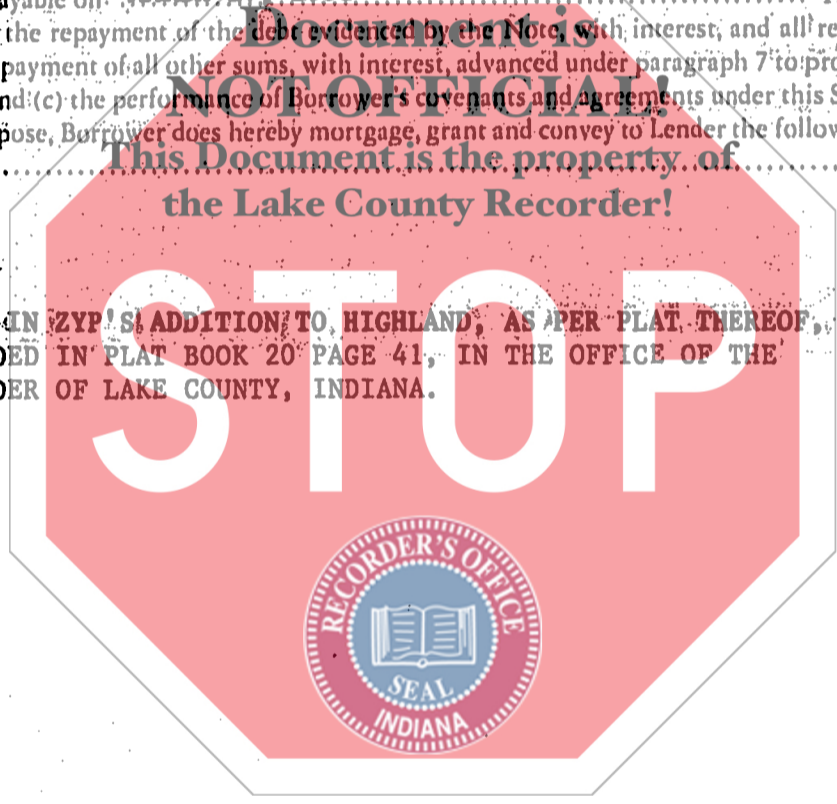 yable on
the repayment of the debt evidenced by the Note, with interest, and all re
payment of all other sums, with interest, advanced under paragraph 7 to pro
nd (c) the performance of Borrower's covenants and agreements under this S
pose, Borrower does hereby mortgage, grant and convey to Lender the follow
Document is
NOT OFFICIAL!
This Document is the property of
the Lake County Recorder!
STOP
IN ZYP'S ADDITION TO HIGHLAND, AS PER PLAT THEREOF,
DED IN PLAT BOOK 20 PAGE 41, IN THE OFFICE OF THE
DER OF LAKE COUNTY, INDIANA.
RECORDER'S OFFICE
SEAL
INDIANA